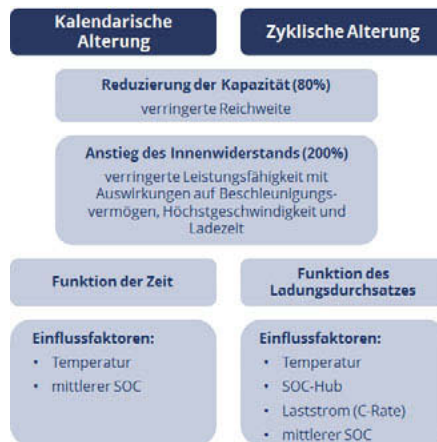 Kalendarische
Alterung
Zyklische Alterung
Reduzierung der Kapazität (80%)
verringerte Reichweite
Anstieg des Innenwiderstands (200%)
verringerte Leistungsfähigkeit mit
Auswirkungen auf Beschleunigungs-
vermögen, Höchstgeschwindigkeit und
Ladezeit
Funktion der Zeit
Funktion des
Ladungsdurchsatzes
Einflussfaktoren:
• Temperatur
• mittlerer SOC
Einflussfaktoren:
• Temperatur
• SOC-Hub
• Laststrom (C-Rate)
• mittlerer SOC